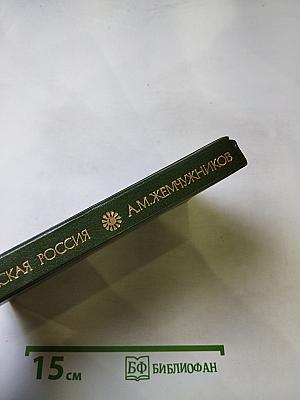 СКАЯ РОССИЯ А.М.ЖЕМЧУЖНИКОВ
15 см БФ БИБЛИОФАН